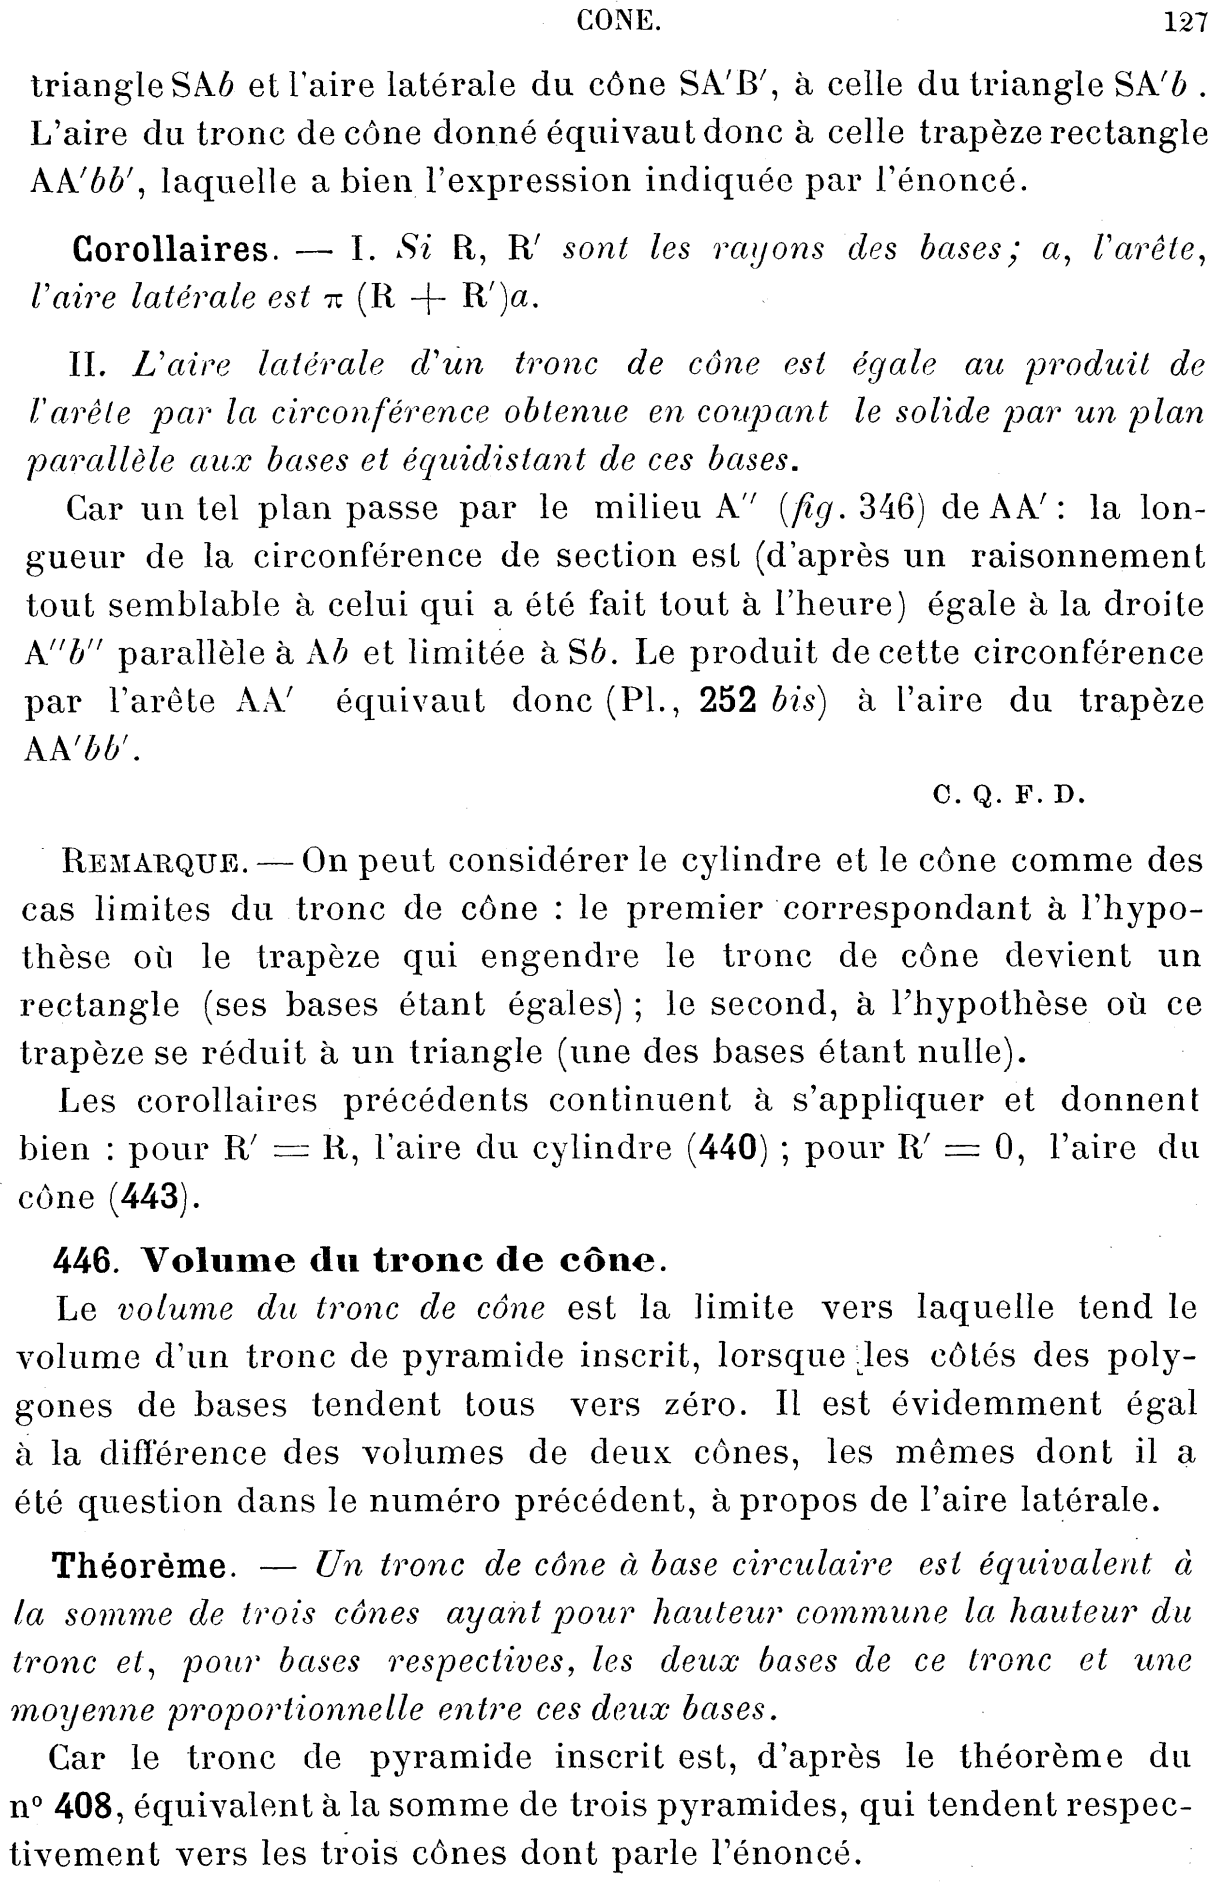 CONE. 127
triangle SAb et l'aire latérale du cône SA'B', à celle du triangle SA'b .
L'aire du tronc de cône donné équivaut donc à celle trapèze rectangle
AA'bb', laquelle a bien l'expression indiquée par l'énoncé.
Corollaires. — I. Si R, R' sont les rayons des bases; a, l'arête,
l'aire latérale est π (R + R')a.
II. L'aire latérale d'un tronc de cône est égale au produit de
l'arête par la circonférence obtenue en coupant le solide par un plan
parallèle aux bases et équidistant de ces bases.
Car un tel plan passe par le milieu A'' (fig. 346) de AA' : la lon-
gueur de la circonférence de section est (d'après un raisonnement
tout semblable à celui qui a été fait tout à l'heure) égale à la droite
A''b'' parallèle à Ab et limitée à Sb. Le produit de cette circonférence
par l'arête AA' équivaut donc (Pl., 252 bis) à l'aire du trapèze
AA'bb'.
C. Q. F. D.
REMARQUE. — On peut considérer le cylindre et le cône comme des
cas limites du tronc de cône : le premier correspondant à l'hypo-
thèse où le trapèze qui engendre le tronc de cône devient un
rectangle (ses bases étant égales) ; le second, à l'hypothèse où ce
trapèze se réduit à un triangle (une des bases étant nulle).
Les corollaires précédents continuent à s'appliquer et donnent
bien : pour R' = R, l'aire du cylindre (440) ; pour R' = 0, l'aire du
cône (443).
446. Volume du tronc de cône.
Le volume du tronc de cône est la limite vers laquelle tend le
volume d'un tronc de pyramide inscrit, lorsque les côtés des poly-
gones de bases tendent tous vers zéro. Il est évidemment égal
à la différence des volumes de deux cônes, les mêmes dont il a
été question dans le numéro précédent, à propos de l'aire latérale.
Théorème. — Un tronc de cône à base circulaire est équivalent à
la somme de trois cônes ayant pour hauteur commune la hauteur du
tronc et, pour bases respectives, les deux bases de ce tronc et une
moyenne proportionnelle entre ces deux bases.
Car le tronc de pyramide inscrit est, d'après le théorème du
nº 408, équivalent à la somme de trois pyramides, qui tendent respec-
tivement vers les trois cônes dont parle l'énoncé.